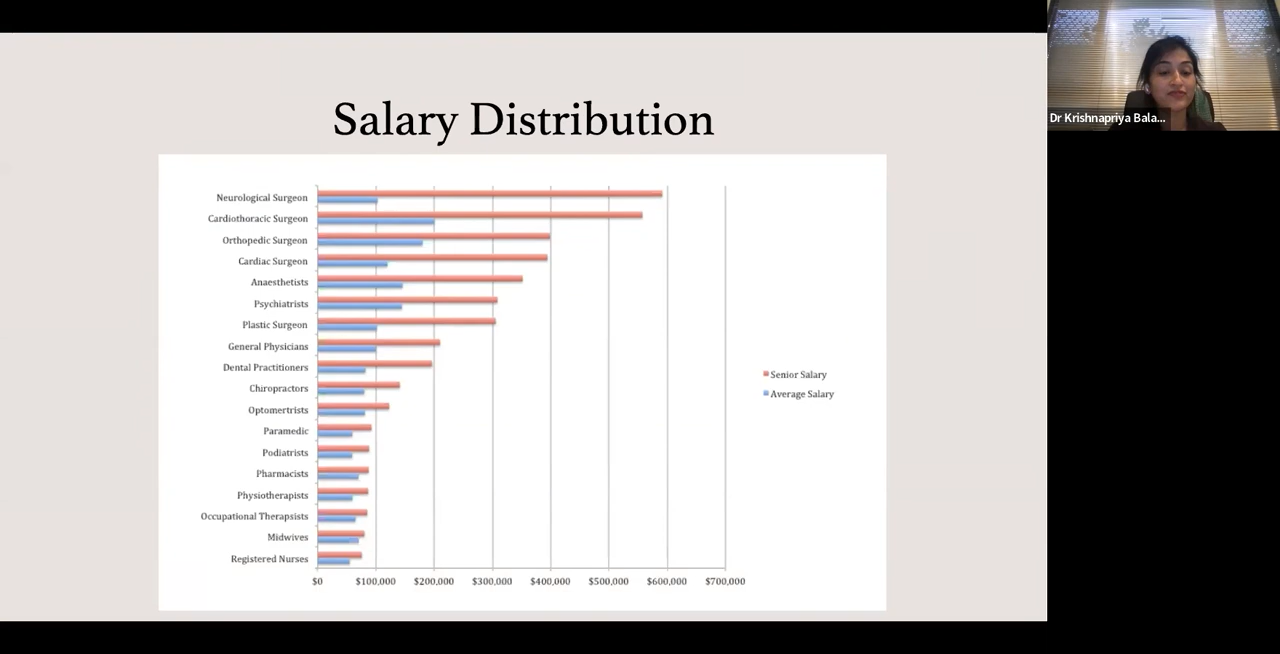 Salary Distribution
Dr Krishnapriya Bala...
Neurological Surgeon
Cardiothoracic Surgeon
Orthopedic Surgeon
Cardiac Surgeon
Anaesthetists
Psychiatrists
Plastic Surgeon
General Physicians
Dental Practitioners
Chiropractors
Optomertrists
Paramedic
Podiatrists
Pharmacists
Physiotherapists
Occupational Therapsists
Midwives
Registered Nurses
$0 $100,000 $200,000 $300,000 $400,000 $500,000 $600,000 $700,000
Senior Salary
Average Salary